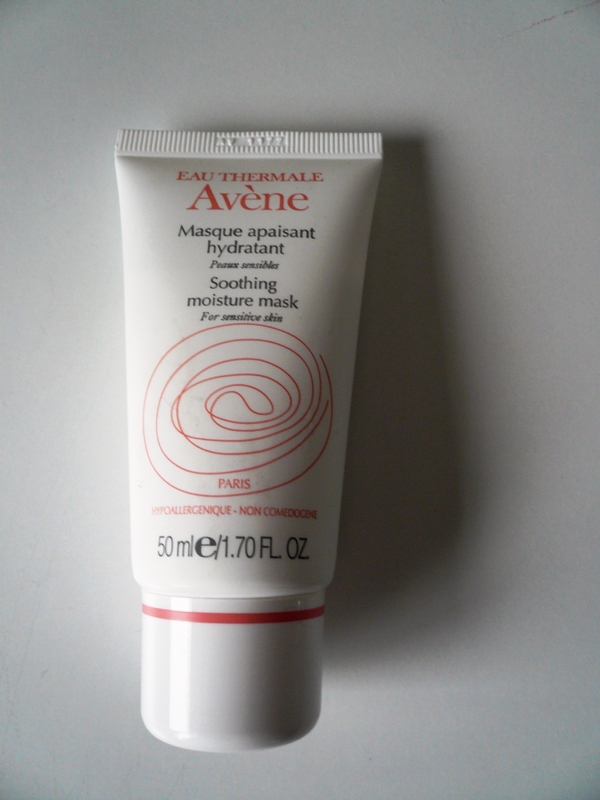 EAU THERMALE
Avène
Masque apaisant
hydratant
Peaux sensibles
Soothing
moisture mask
For sensitive skin
PARIS
HYPOALLERGENIQUE - NON COMEDOGENE
50 ml e/1.70 FL. OZ.